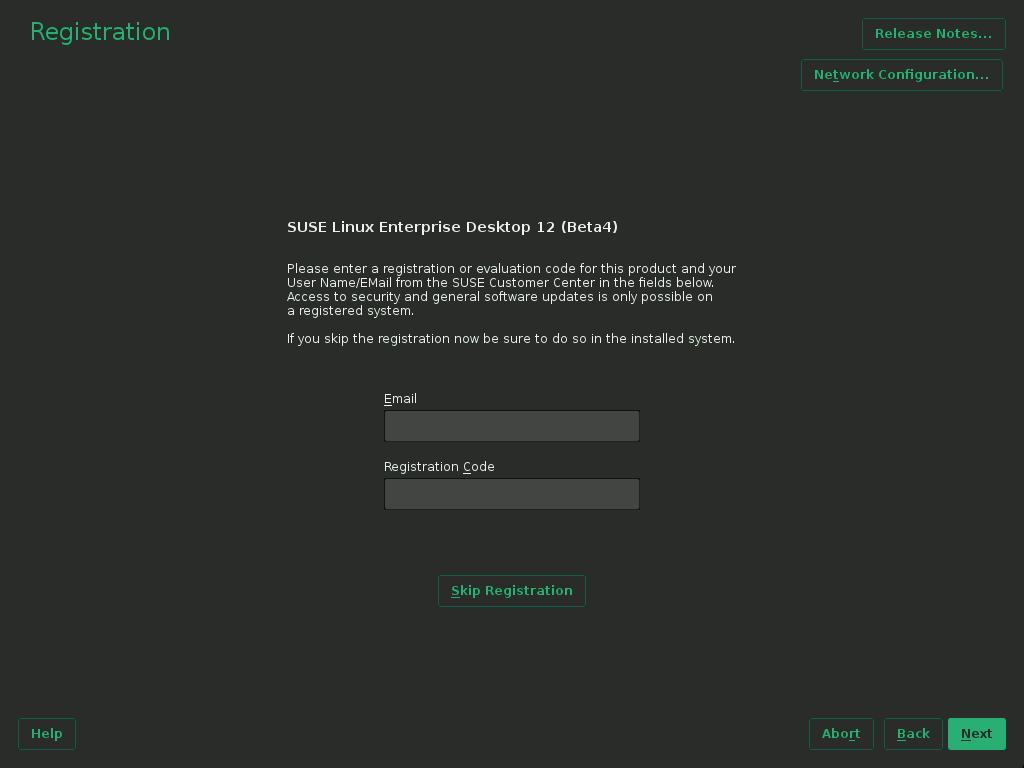 Registration
Release Notes...
Network Configuration...
SUSE Linux Enterprise Desktop 12 (Beta4)
Please enter a registration or evaluation code for this product and your
User Name/EMail from the SUSE Customer Center in the fields below.
Access to security and general software updates is only possible on
a registered system.
If you skip the registration now be sure to do so in the installed system.
Email
Registration Code
Skip Registration
Help
Abort
Back
Next